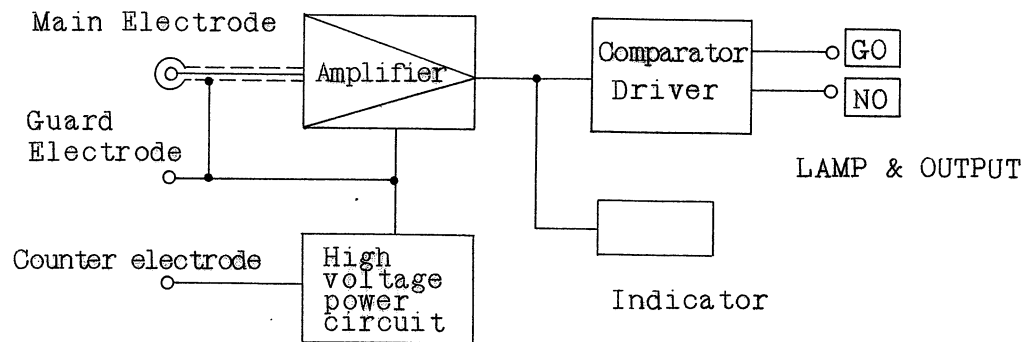 Main Electrode
Amplifier
Comparator
Driver
GO
NO
Guard
Electrode
LAMP & OUTPUT
Counter electrode
High
voltage
power
circuit
Indicator